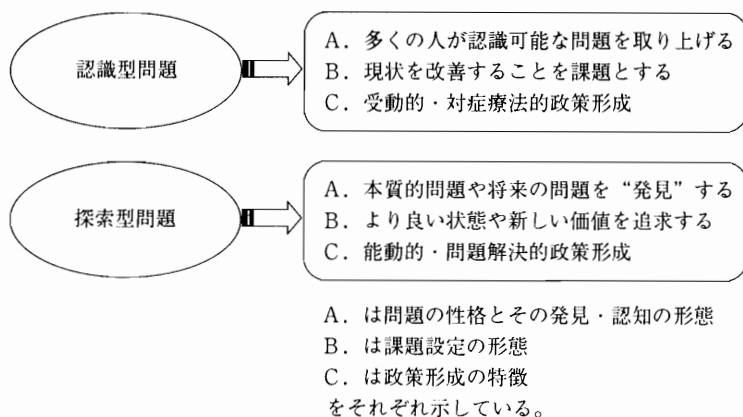 認識型問題
A．多くの人が認識可能な問題を取り上げる
B．現状を改善することを課題とする
C．受動的・対症療法的政策形成
探索型問題
A．本質的問題や将来の問題を“発見”する
B．より良い状態や新しい価値を追求する
C．能動的・問題解決的政策形成
A．は問題の性格とその発見・認知の形態
B．は課題設定の形態
C．は政策形成の特徴
をそれぞれ示している。